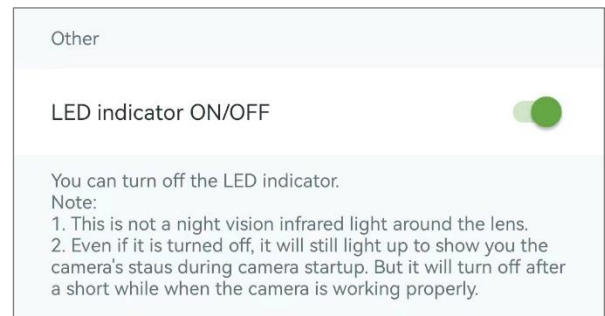 Other
LED indicator ON/OFF
You can turn off the LED indicator.
Note:
1. This is not a night vision infrared light around the lens.
2. Even if it is turned off, it will still light up to show you the
camera's staus during camera startup. But it will turn off after
a short while when the camera is working properly.